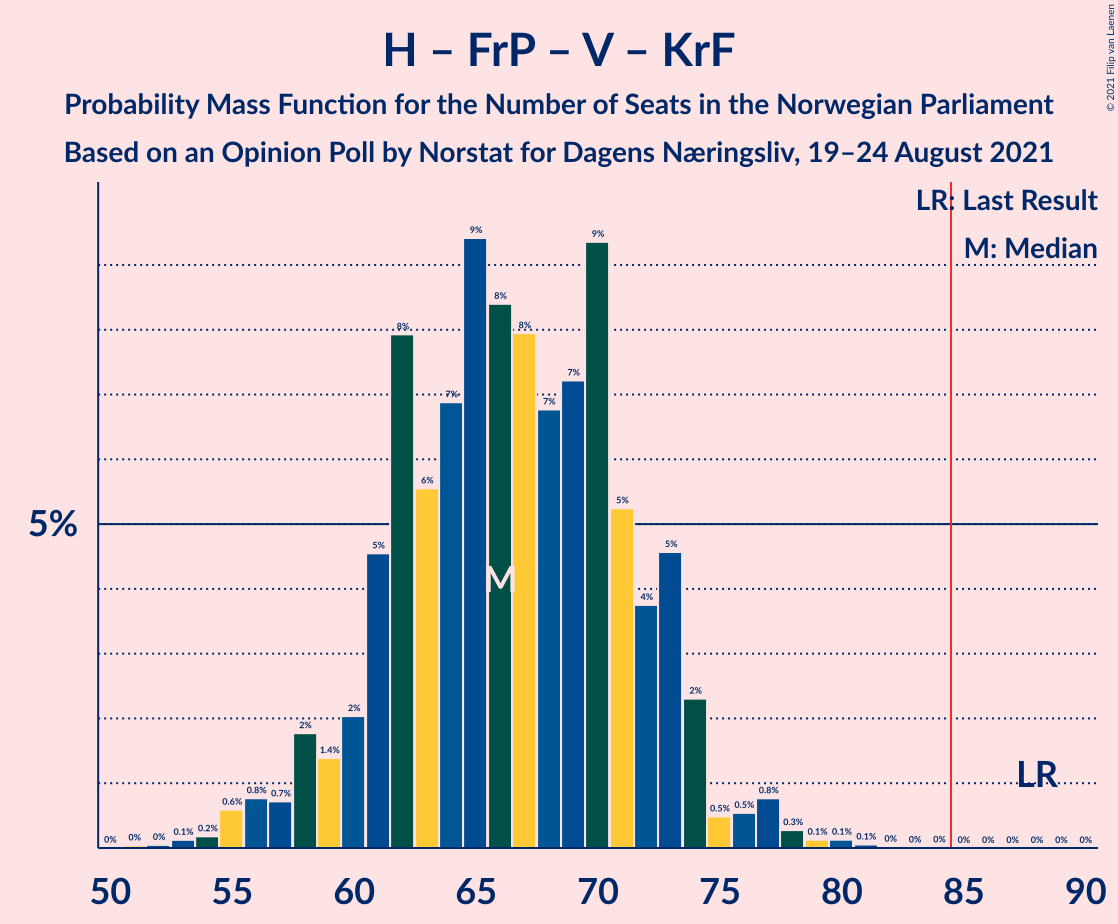 H – FrP – V – KrF
Probability Mass Function for the Number of Seats in the Norwegian Parliament
Based on an Opinion Poll by Norstat for Dagens Næringsliv, 19–24 August 2021
© 2021 Filip van Laenen
LR: Last Result
M: Median
5%
0% 0% 0% 0.1% 0.2% 0.6% 0.8% 0.7% 2% 1.4% 2% 5% 8% 6% 7% 9% 8% 8% 7% 7% 9% 5% 4% 5% 2% 0.5% 0.5% 0.8% 0.3% 0.1% 0.1% 0.1% 0% 0% 0% 0% 0% 0% 0% 0% 0%
M
LR
50 55 60 65 70 75 80 85 90